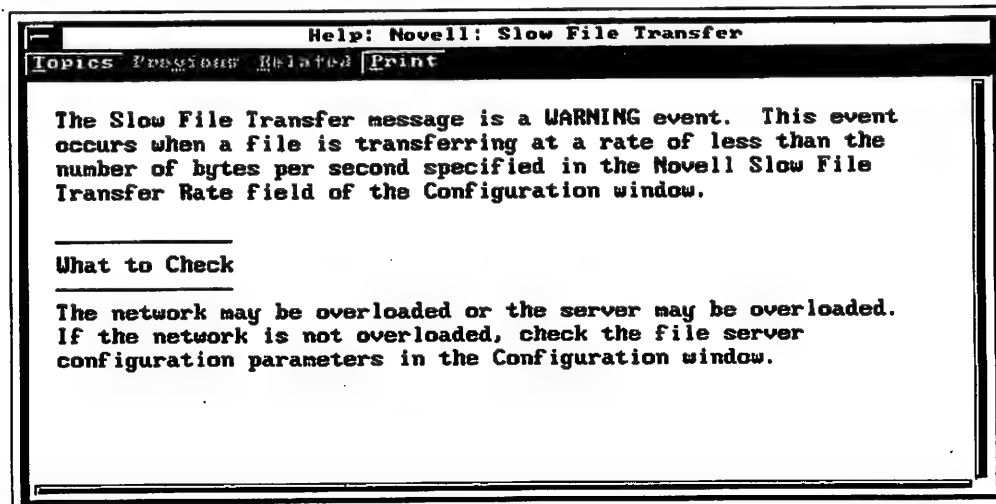 Help: Novell: Slow File Transfer
Topics Previous Related Print
The Slow File Transfer message is a WARNING event. This event
occurs when a file is transferring at a rate of less than the
number of bytes per second specified in the Novell Slow File
Transfer Rate field of the Configuration window.
What to Check
The network may be overloaded or the server may be overloaded.
If the network is not overloaded, check the file server
configuration parameters in the Configuration window.